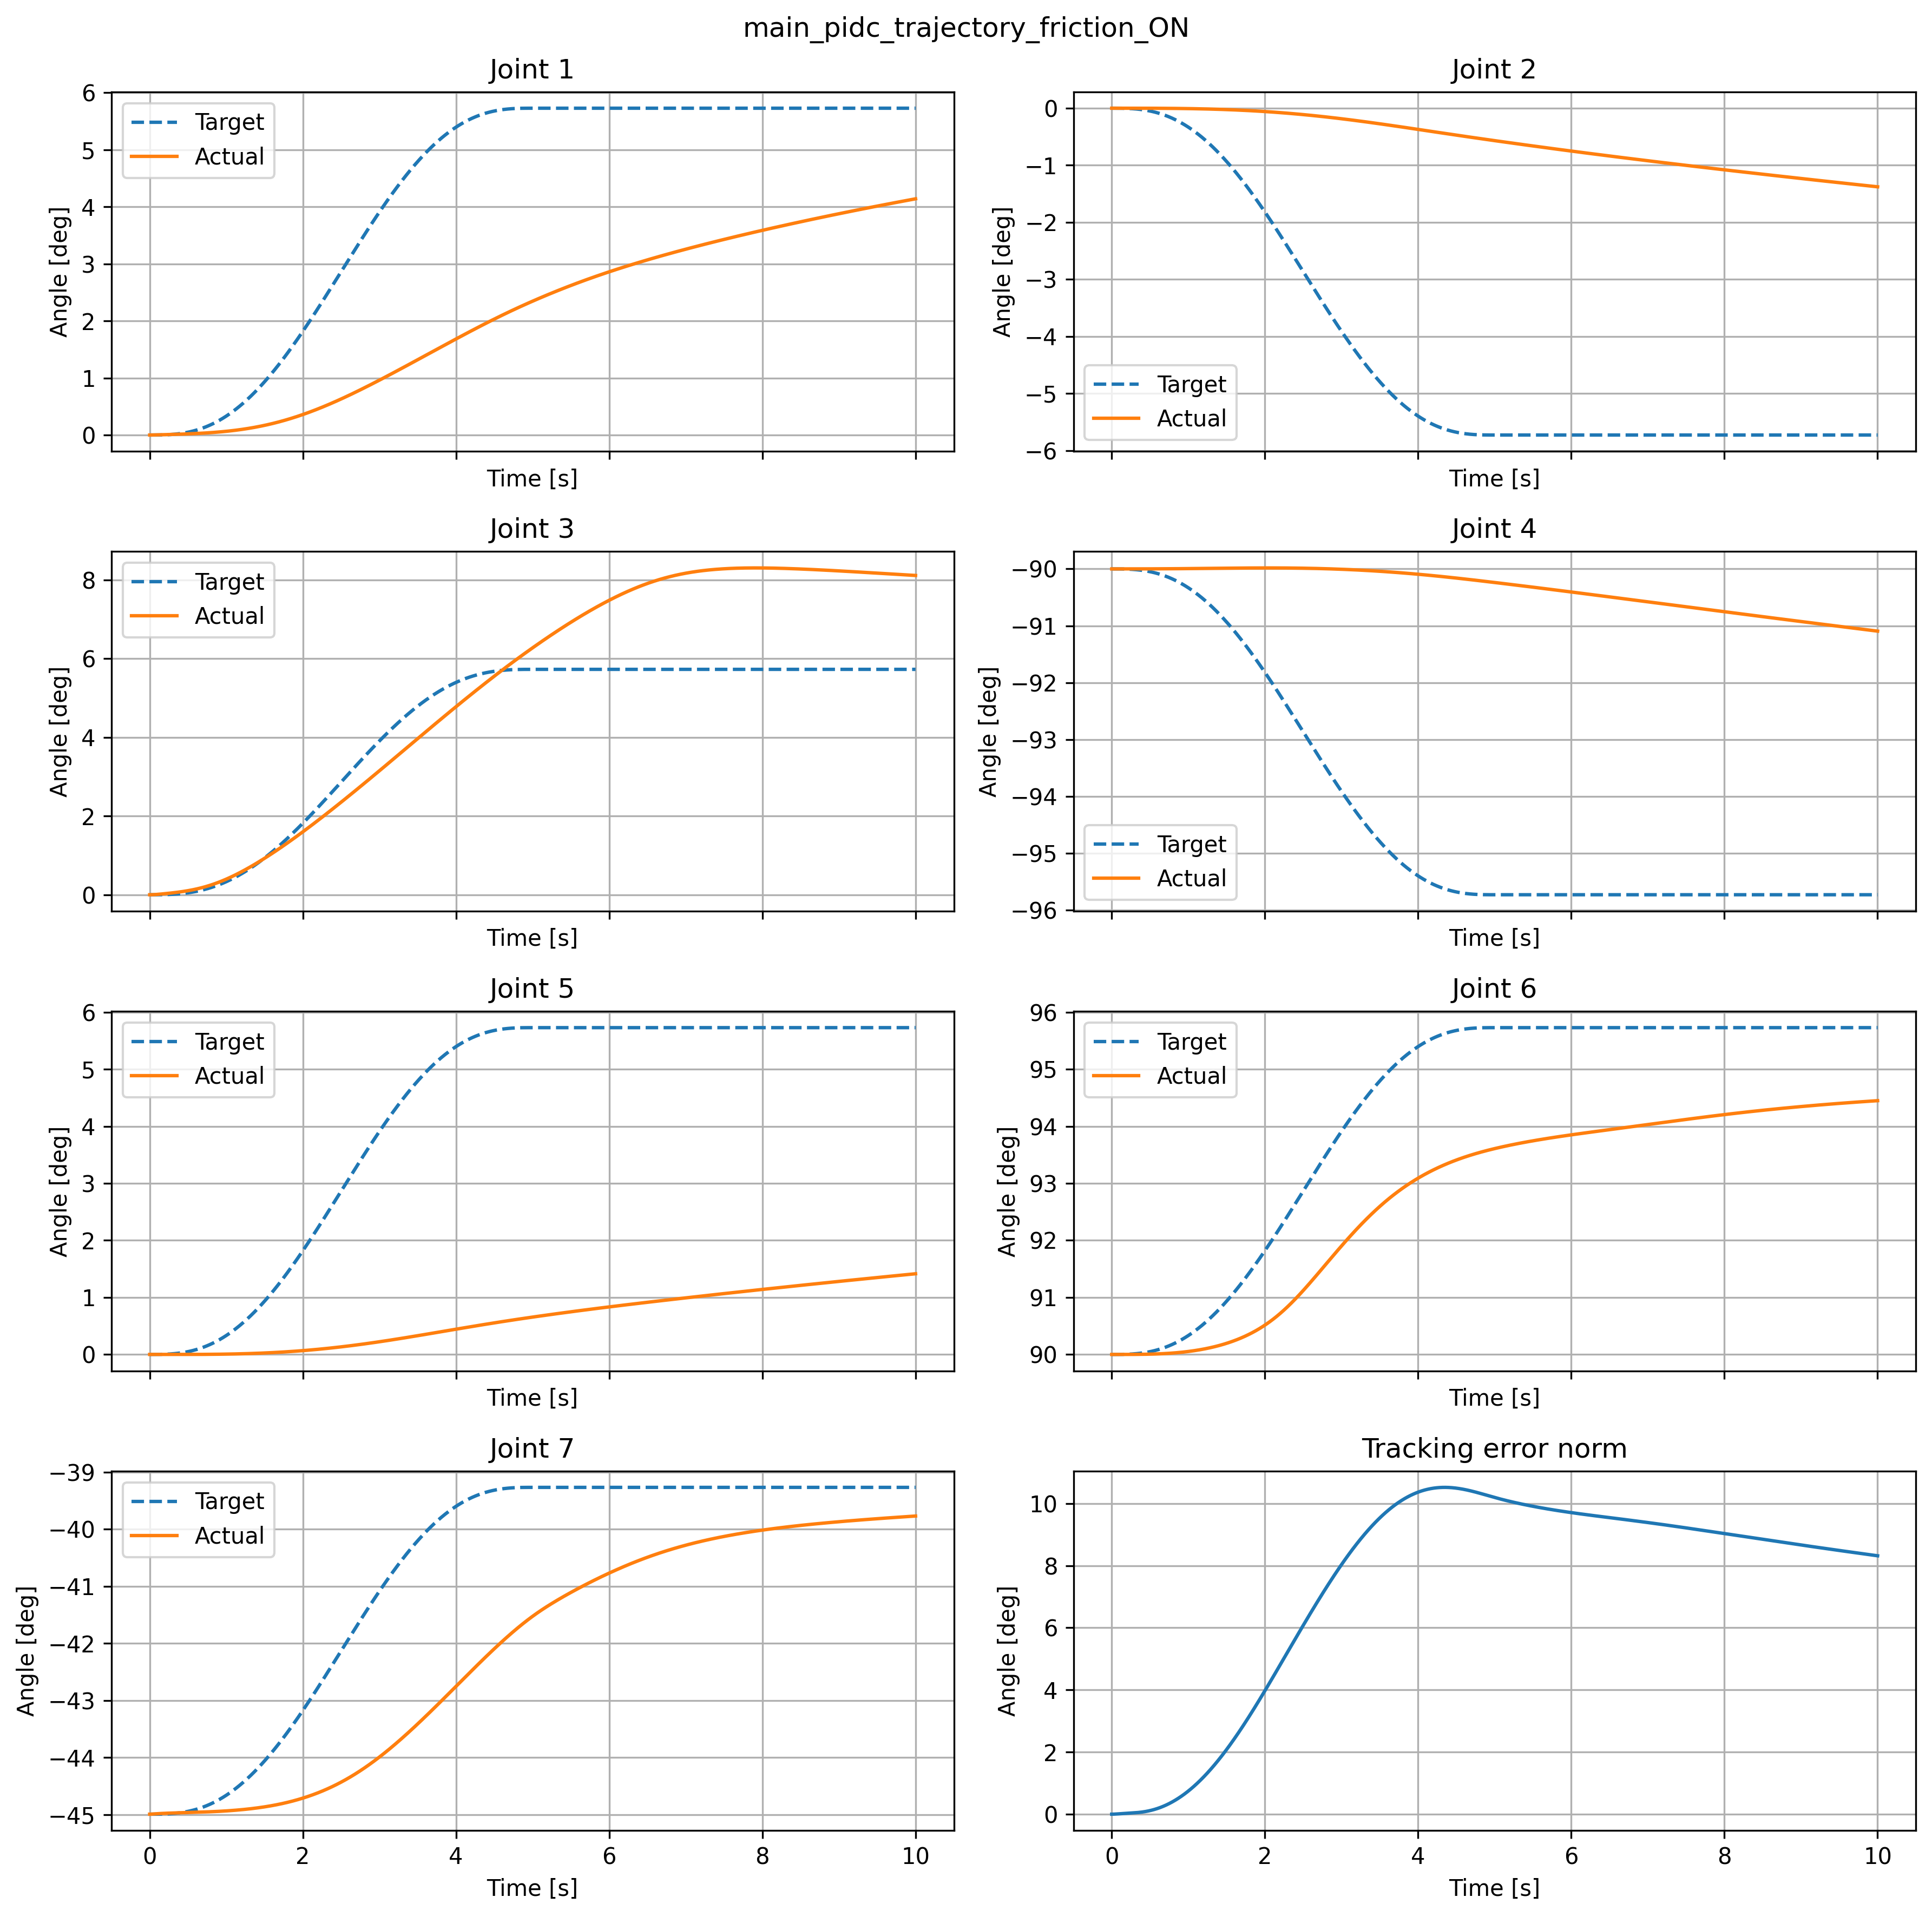 main_pidc_trajectory_friction_ON
Joint 1
6
5
4
3
2
1
0
Angle [deg]
Target
Actual
Time [s]
Joint 2
0
−1
−2
−3
−4
−5
−6
Angle [deg]
Target
Actual
Time [s]
Joint 3
8
6
4
2
0
Angle [deg]
Target
Actual
Time [s]
Joint 4
−90
−91
−92
−93
−94
−95
−96
Angle [deg]
Target
Actual
Time [s]
Joint 5
6
5
4
3
2
1
0
Angle [deg]
Target
Actual
Time [s]
Joint 6
96
95
94
93
92
91
90
Angle [deg]
Target
Actual
Time [s]
Joint 7
−39
−40
−41
−42
−43
−44
−45
Angle [deg]
Target
Actual
0 2 4 6 8 10
Time [s]
Tracking error norm
10
8
6
4
2
0
Angle [deg]
0 2 4 6 8 10
Time [s]